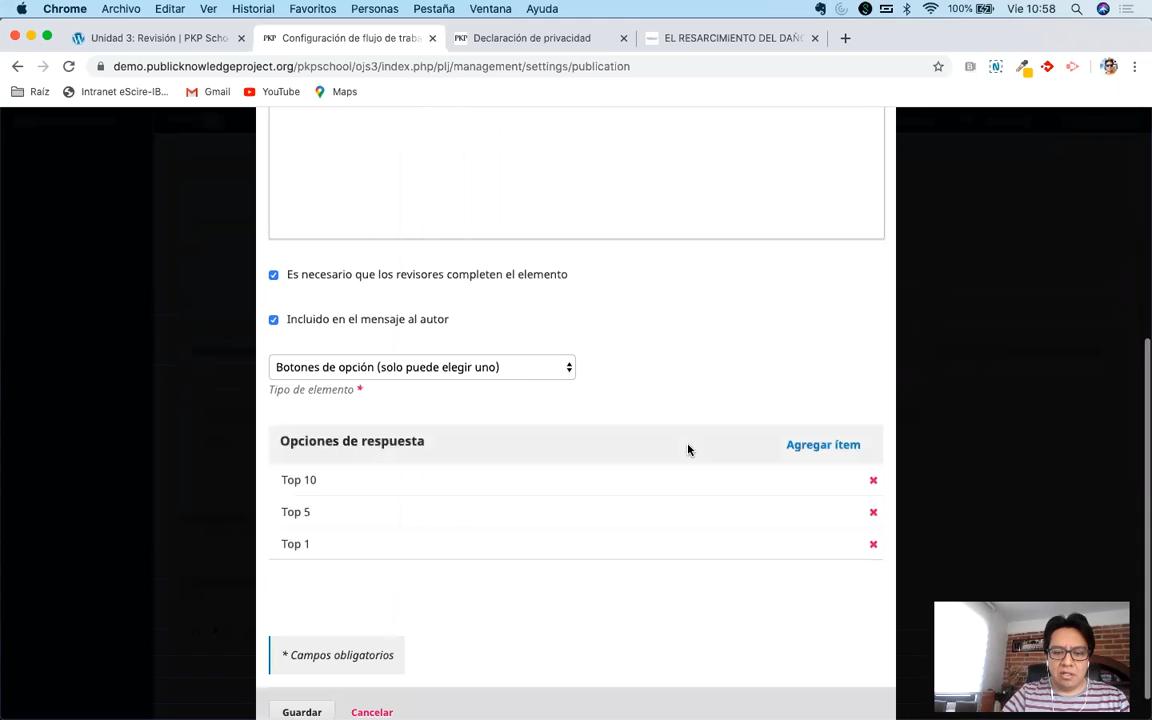 Chrome Archivo Editar Ver Historial Favoritos Personas Pestaña Ventana Ayuda 100% Vie 10:58
Unidad 3: Revisión | PKP Scho Configuración de flujo de traba PKP Declaración de privacidad EL RESARCIMIENTO DEL DAÑO
demo.publicknowledgeproject.org/pkpschool/ojs3/index.php/plj/management/settings/publication
Raíz Intranet eScire-IB... Gmail YouTube Maps
Es necesario que los revisores completen el elemento
Incluido en el mensaje al autor
Botones de opción (solo puede elegir uno)
Tipo de elemento *
Opciones de respuesta Agregar ítem
Top 10
Top 5
Top 1
* Campos obligatorios
Guardar Cancelar